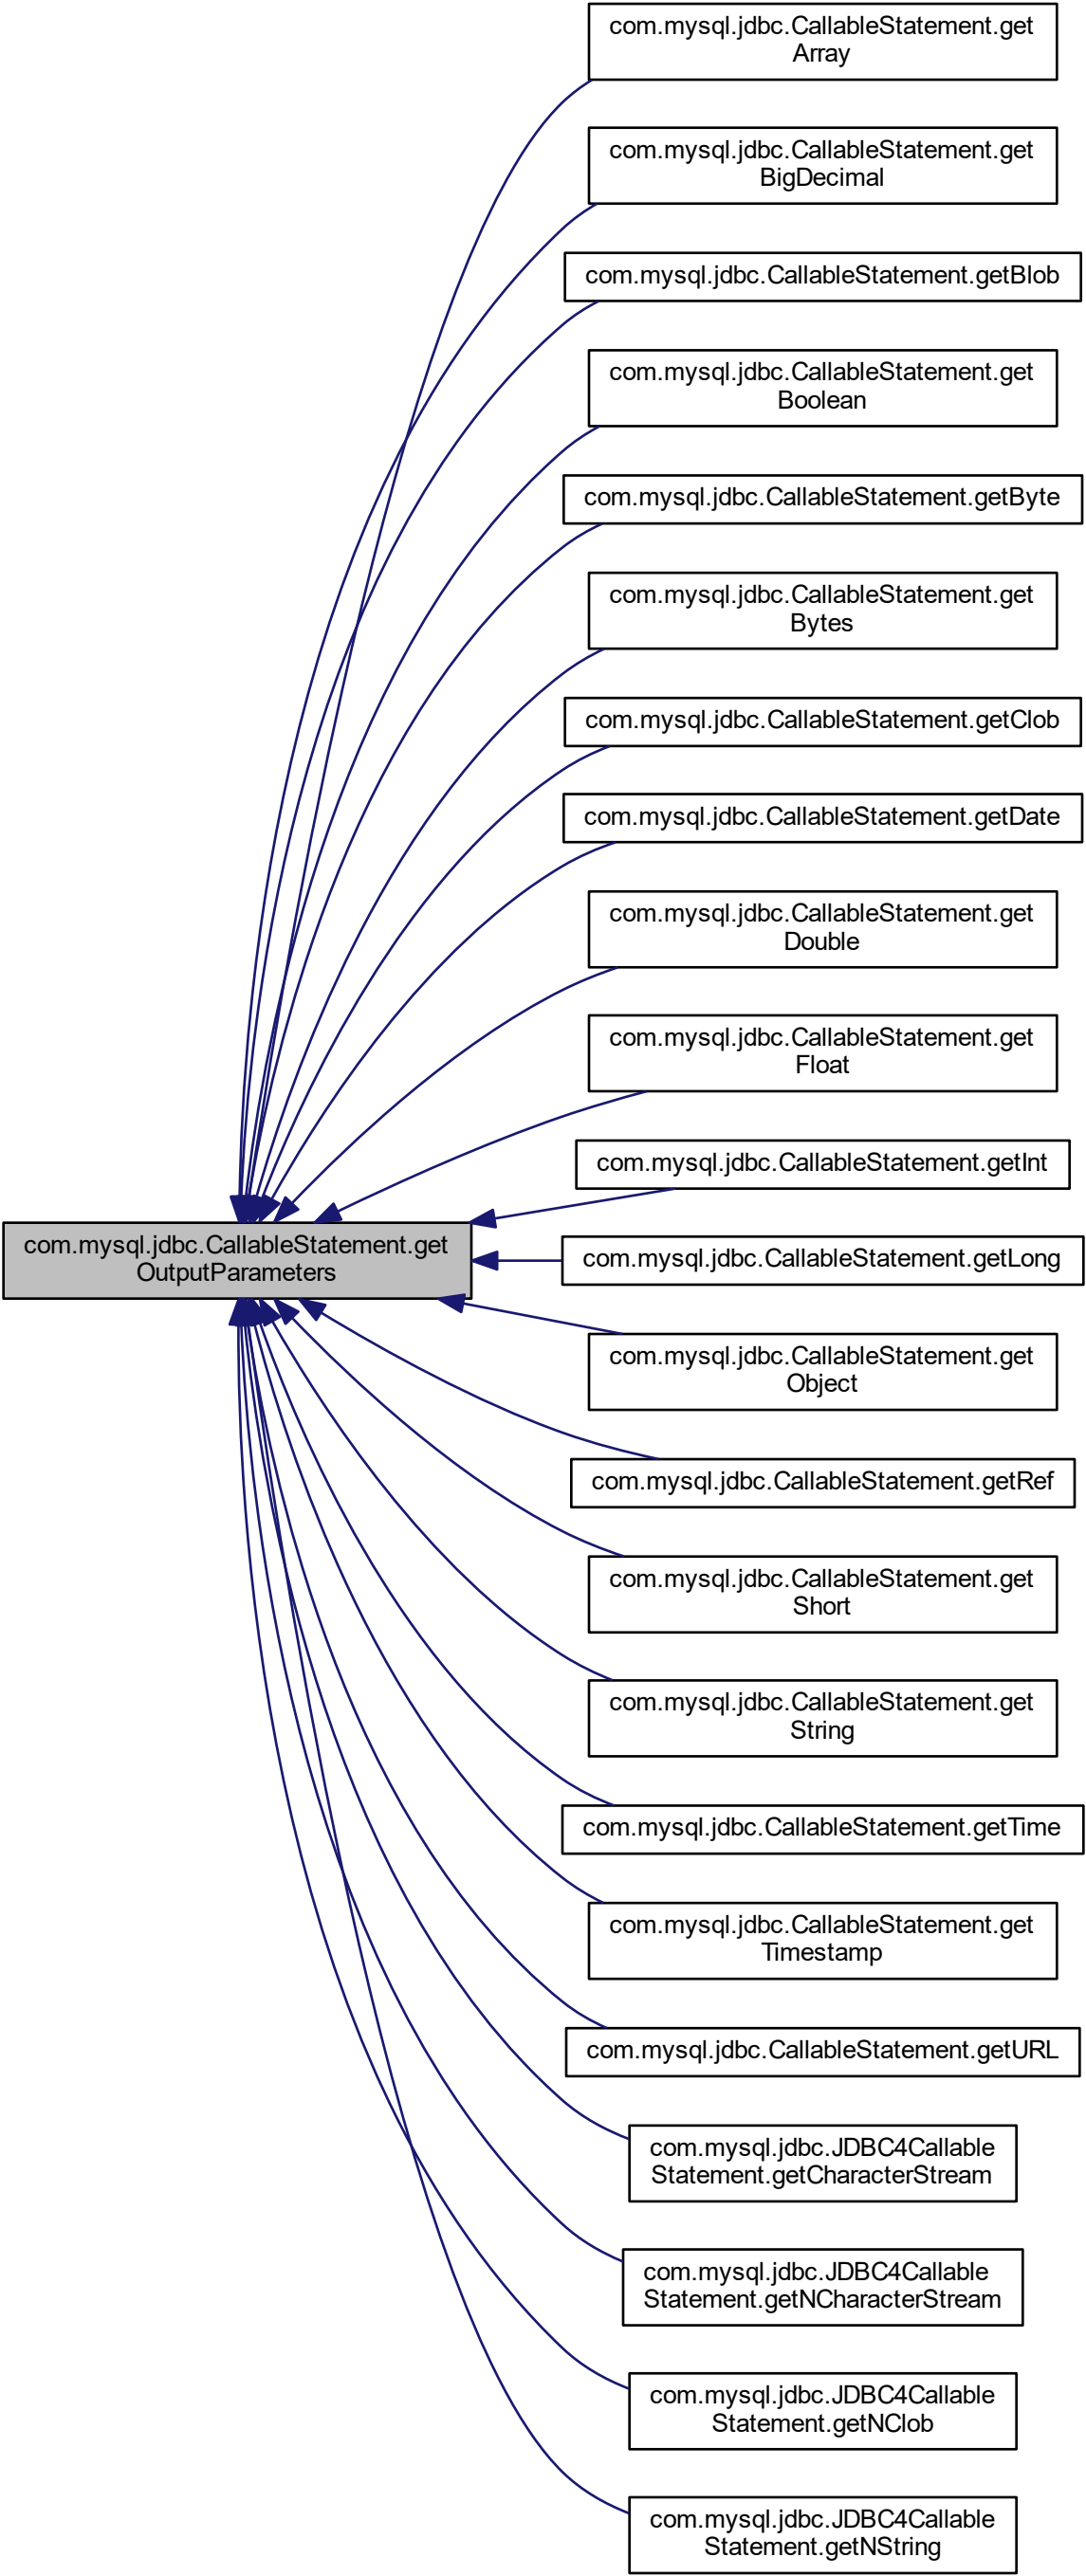 com.mysql.jdbc.CallableStatement.get
Array
com.mysql.jdbc.CallableStatement.get
BigDecimal
com.mysql.jdbc.CallableStatement.getBlob
com.mysql.jdbc.CallableStatement.get
Boolean
com.mysql.jdbc.CallableStatement.getByte
com.mysql.jdbc.CallableStatement.get
Bytes
com.mysql.jdbc.CallableStatement.getClob
com.mysql.jdbc.CallableStatement.getDate
com.mysql.jdbc.CallableStatement.get
Double
com.mysql.jdbc.CallableStatement.get
Float
com.mysql.jdbc.CallableStatement.getInt
com.mysql.jdbc.CallableStatement.get
OutputParameters
com.mysql.jdbc.CallableStatement.getLong
com.mysql.jdbc.CallableStatement.get
Object
com.mysql.jdbc.CallableStatement.getRef
com.mysql.jdbc.CallableStatement.get
Short
com.mysql.jdbc.CallableStatement.get
String
com.mysql.jdbc.CallableStatement.getTime
com.mysql.jdbc.CallableStatement.get
Timestamp
com.mysql.jdbc.CallableStatement.getURL
com.mysql.jdbc.JDBC4Callable
Statement.getCharacterStream
com.mysql.jdbc.JDBC4Callable
Statement.getNCharacterStream
com.mysql.jdbc.JDBC4Callable
Statement.getNClob
com.mysql.jdbc.JDBC4Callable
Statement.getNString